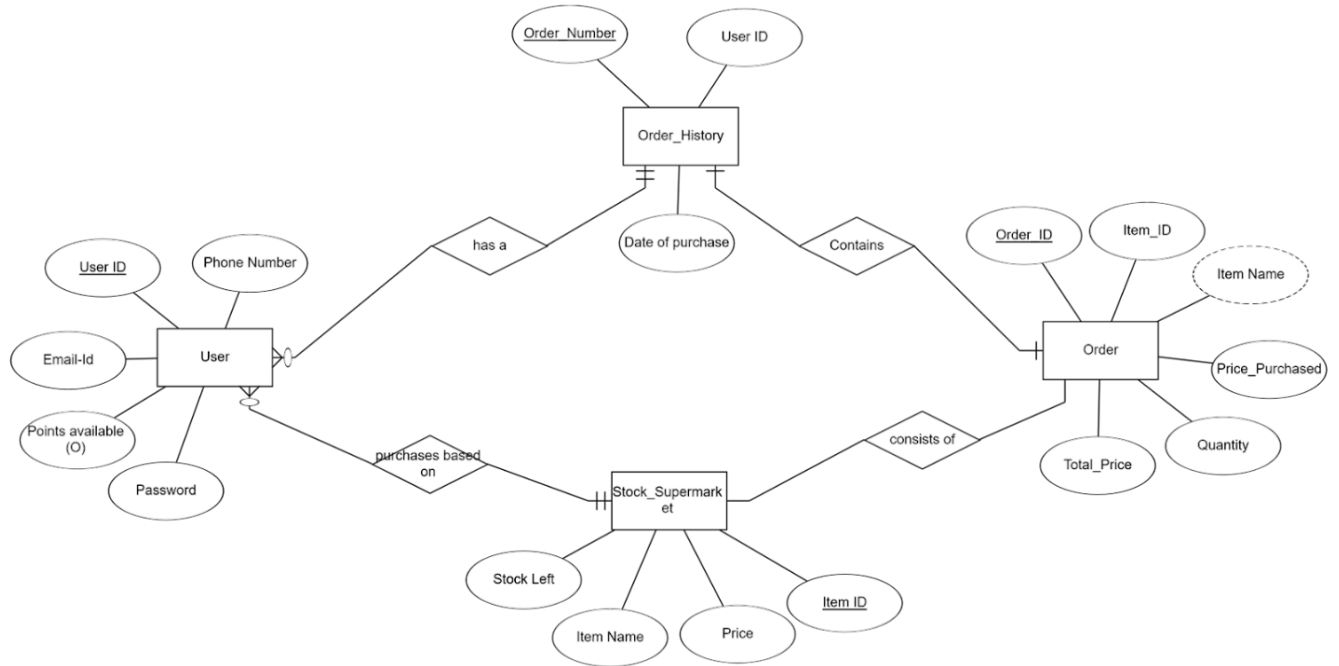 Order_Number
User ID
Order_History
Date of purchase
has a
Contains
Order_ID
Item_ID
Item Name
User ID
Phone Number
Email-Id
User
Order
Price_Purchased
Points available
(O)
Password
purchases based
on
consists of
Total_Price
Quantity
Stock_Supermark
et
Stock Left
Item Name
Price
Item ID